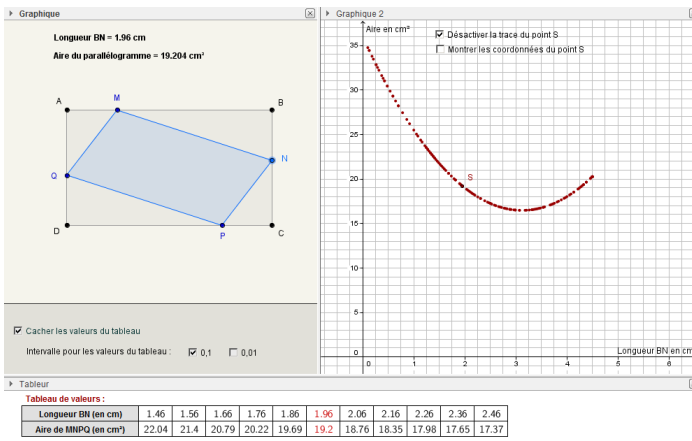 Graphique
Longueur BN = 1.96 cm
Aire du parallélogramme = 19.204 cm²
A
M
B
N
Q
D
P
C
Cacher les valeurs du tableau
Intervalle pour les valeurs du tableau : 0,1 0,01
Graphique 2
Aire en cm²
Désactiver la trace du point S
Montrer les coordonnées du point S
35
30
25
S
20
15
10
5
0
Longueur BN en cm
0 1 2 3 4 5 6
Tableur
Tableau de valeurs :
Longueur BN (en cm) 1.46 1.56 1.66 1.76 1.86 1.96 2.06 2.16 2.26 2.36 2.46
Aire de MNPQ (en cm²) 22.04 21.4 20.79 20.22 19.69 19.2 18.76 18.35 17.98 17.65 17.37